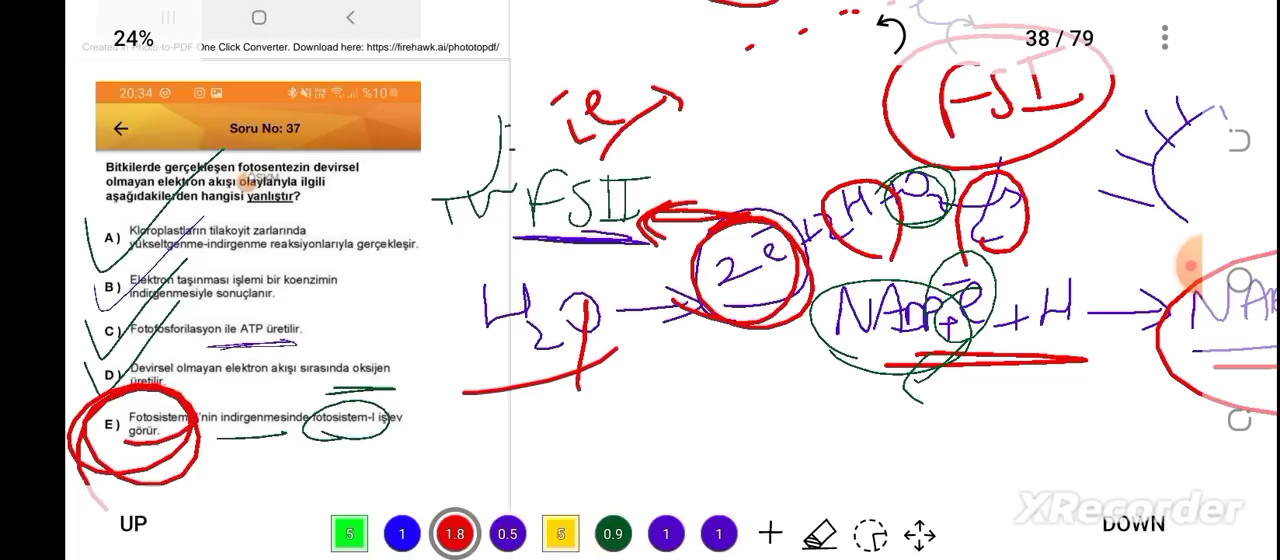 24%
Created in Photo-to-PDF One Click Converter. Download here: https://firehawk.ai/phototopdf/
38 / 79
20:34
%10
Soru No: 37
Bitkilerde gerçekleşen fotosentezin devirsel
olmayan elektron akışı olaylarıyla ilgili
aşağıdakilerden hangisi yanlıştır?
ÖSYM
A) Kloroplastların tilakoyit zarlarında
yükseltgenme-indirgenme reaksiyonlarıyla gerçekleşir.
B) Elektron taşınması işlemi bir koenzimin
indirgenmesiyle sonuçlanır.
C) Fotofosforilasyon ile ATP üretilir.
D) Devirsel olmayan elektron akışı sırasında oksijen
üretilir.
E) 'nin indirgenmesinde fotosistem-I işlev
görür.
FSI
FSII
H2O → 2e
NADP + H →
UP
5 1 1.8 0.5 5 0.9 1 1
DOWN
XRecorder